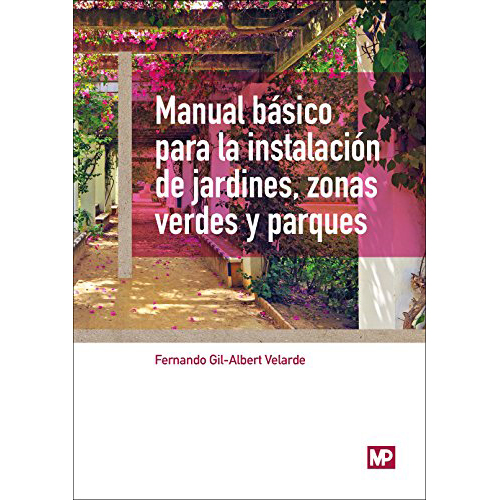 Manual básico
para la instalación
de jardines, zonas
verdes y parques
Fernando Gil-Albert Velarde
MP